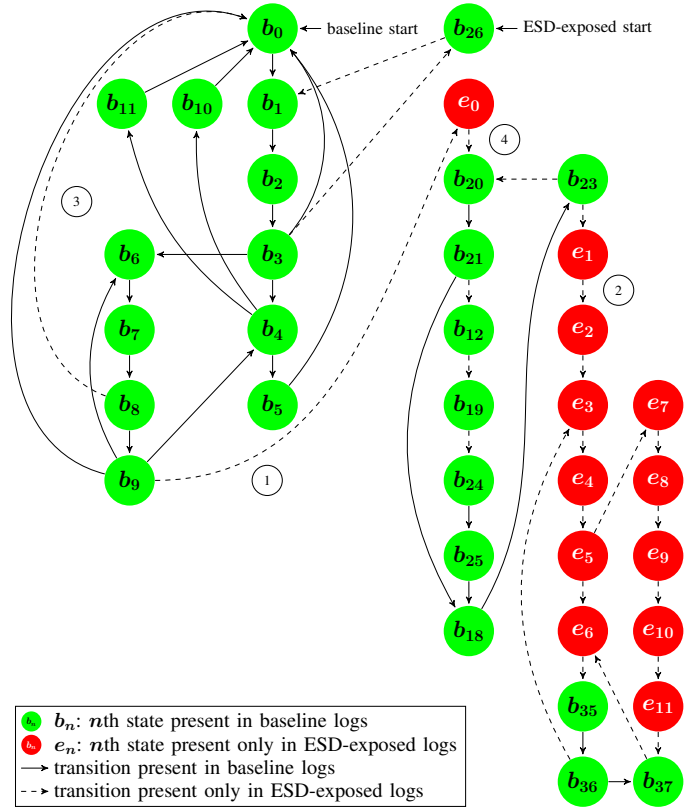 b₀ baseline start b₂₆ ESD-exposed start
b₁₁ b₁₀ b₁ e₀
4
b₂ b₂₀ b₂₃
3
b₆ b₃ b₂₁ e₁
2
b₇ b₄ b₁₂ e₂
b₈ b₅ b₁₉ e₃ e₇
b₉ 1 b₂₄ e₄ e₈
b₂₅ e₅ e₉
b₁₈ e₆ e₁₀
b₃₅ e₁₁
b₃₆ b₃₇
bₙ bₙ: nth state present in baseline logs
bₙ eₙ: nth state present only in ESD-exposed logs
transition present in baseline logs
transition present only in ESD-exposed logs